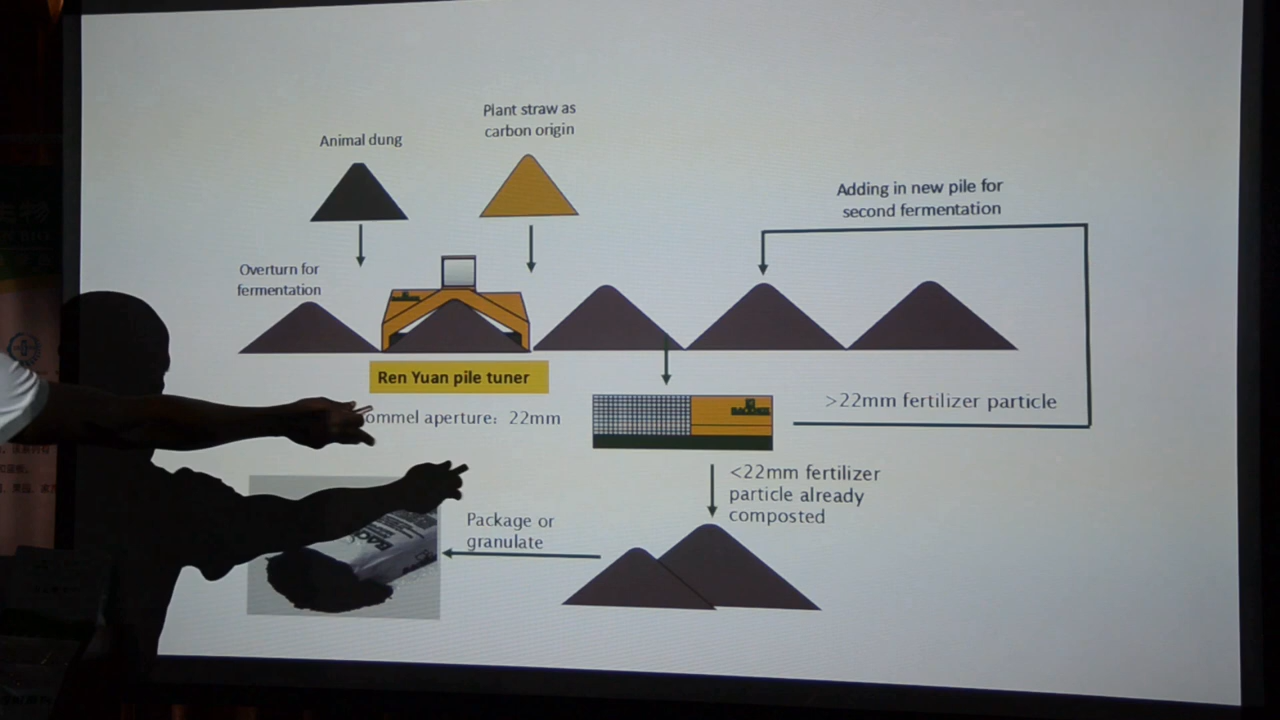 Plant straw as
carbon origin
Animal dung
Adding in new pile for
second fermentation
Overturn for
fermentation
Ren Yuan pile tuner
aperture: 22mm
>22mm fertilizer particle
<22mm fertilizer
particle already
composted
Package or
granulate